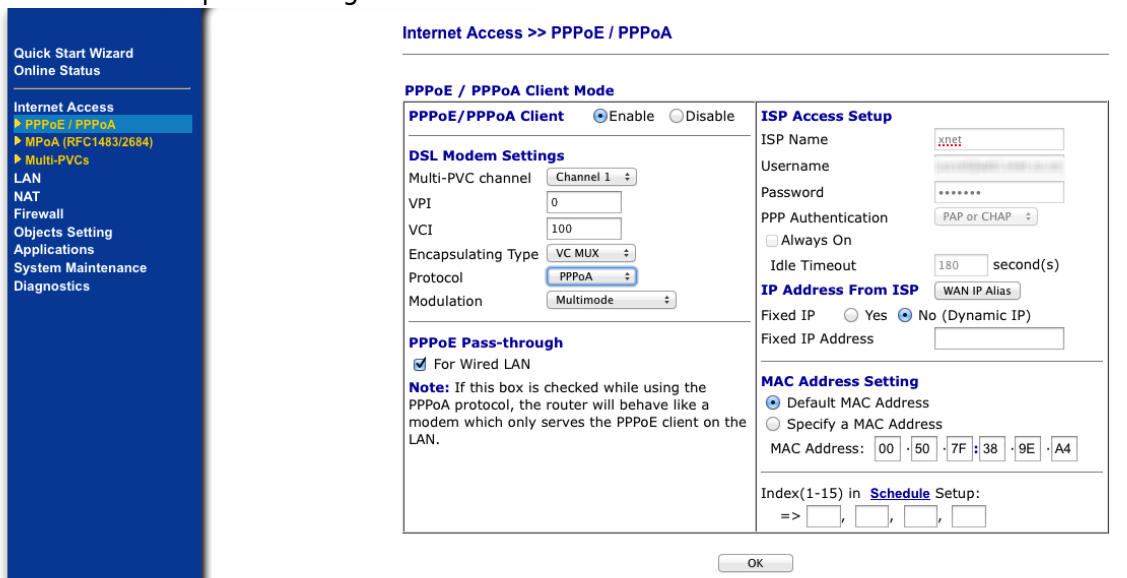 Internet Access >> PPPoE / PPPoA
Quick Start Wizard
Online Status
Internet Access
PPPoE / PPPoA
MPoA (RFC1483/2684)
Multi-PVCs
LAN
NAT
Firewall
Objects Setting
Applications
System Maintenance
Diagnostics
PPPoE / PPPoA Client Mode
PPPoE/PPPoA Client Enable Disable
DSL Modem Settings
Multi-PVC channel Channel 1
VPI 0
VCI 100
Encapsulating Type VC MUX
Protocol PPPoA
Modulation Multimode
PPPoE Pass-through
For Wired LAN
Note: If this box is checked while using the
PPPoA protocol, the router will behave like a
modem which only serves the PPPoE client on the
LAN.
ISP Access Setup
ISP Name xnet
Username
Password •••••••
PPP Authentication PAP or CHAP
Always On
Idle Timeout 180 second(s)
IP Address From ISP WAN IP Alias
Fixed IP Yes No (Dynamic IP)
Fixed IP Address
MAC Address Setting
Default MAC Address
Specify a MAC Address
MAC Address: 00 · 50 · 7F : 38 · 9E · A4
Index(1-15) in Schedule Setup:
=> , , ,
OK